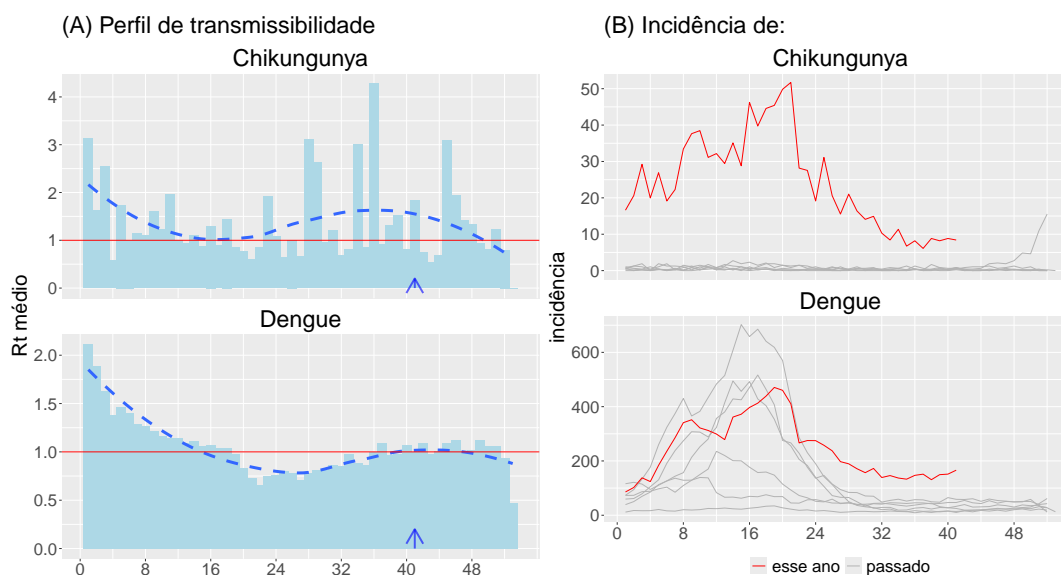 (A) Perfil de transmissibilidade
Chikungunya
4
3
2
1
0
Dengue
2.0
1.5
1.0
0.5
0.0
0 8 16 24 32 40 48
Rt médio
(B) Incidência de:
Chikungunya
50
40
30
20
10
0
Dengue
600
400
200
0
0 8 16 24 32 40 48
incidência
esse ano passado